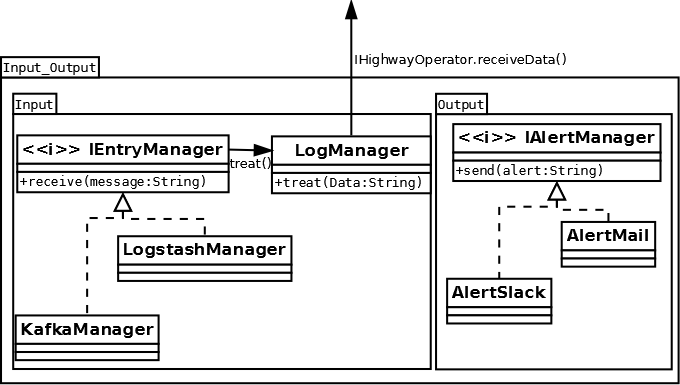 IHighwayOperator.receiveData()
Input_Output
Input
Output
<<i>> IEntryManager
+receive(message:String)
treat()
LogManager
+treat(Data:String)
<<i>> IAlertManager
+send(alert:String)
LogstashManager
AlertMail
AlertSlack
KafkaManager